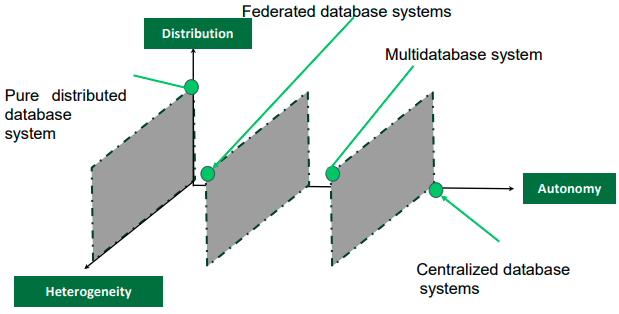 Federated database systems
Distribution
Multidatabase system
Pure distributed
database
system
Autonomy
Centralized database
systems
Heterogeneity